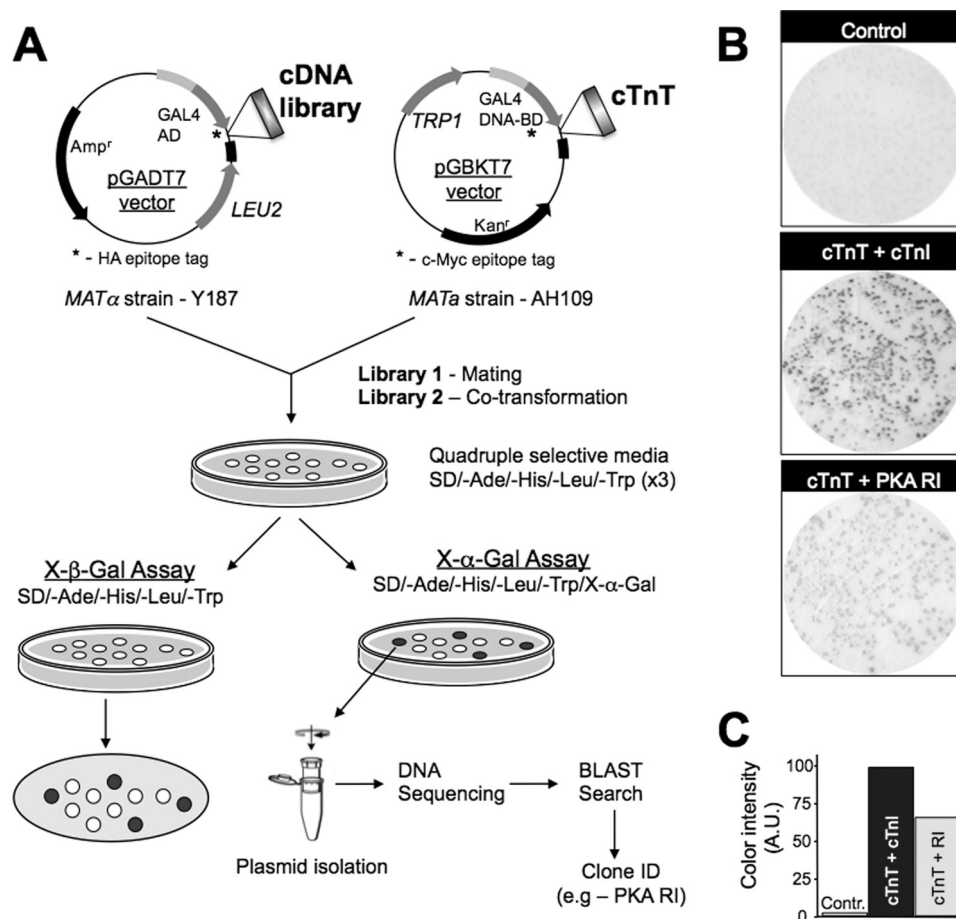 A
cDNA
library
GAL4
AD
*
Ampʳ
pGADT7
vector
LEU2
* - HA epitope tag
MATα strain - Y187
cTnT
TRP1
GAL4
DNA-BD
*
pGBKT7
vector
Kanʳ
* - c-Myc epitope tag
MATa strain - AH109
Library 1 - Mating
Library 2 – Co-transformation
Quadruple selective media
SD/-Ade/-His/-Leu/-Trp (x3)
X-β-Gal Assay
SD/-Ade/-His/-Leu/-Trp
X-α-Gal Assay
SD/-Ade/-His/-Leu/-Trp/X-α-Gal
Plasmid isolation
DNA
Sequencing
BLAST
Search
Clone ID
(e.g – PKA RI)
B
Control
cTnT + cTnI
cTnT + PKA RI
C
Color intensity
(A.U.)
100
75
50
25
0
Contr.
cTnT + cTnI
cTnT + RI